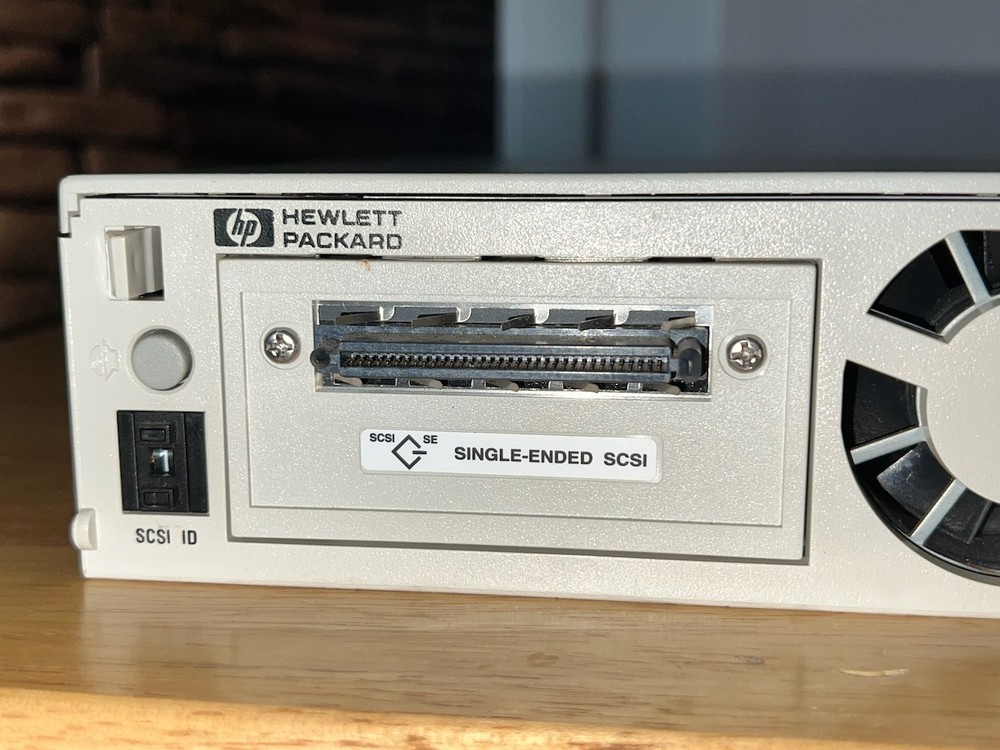 hp HEWLETT
PACKARD
SCSI SE SINGLE-ENDED SCSI
SCSI ID